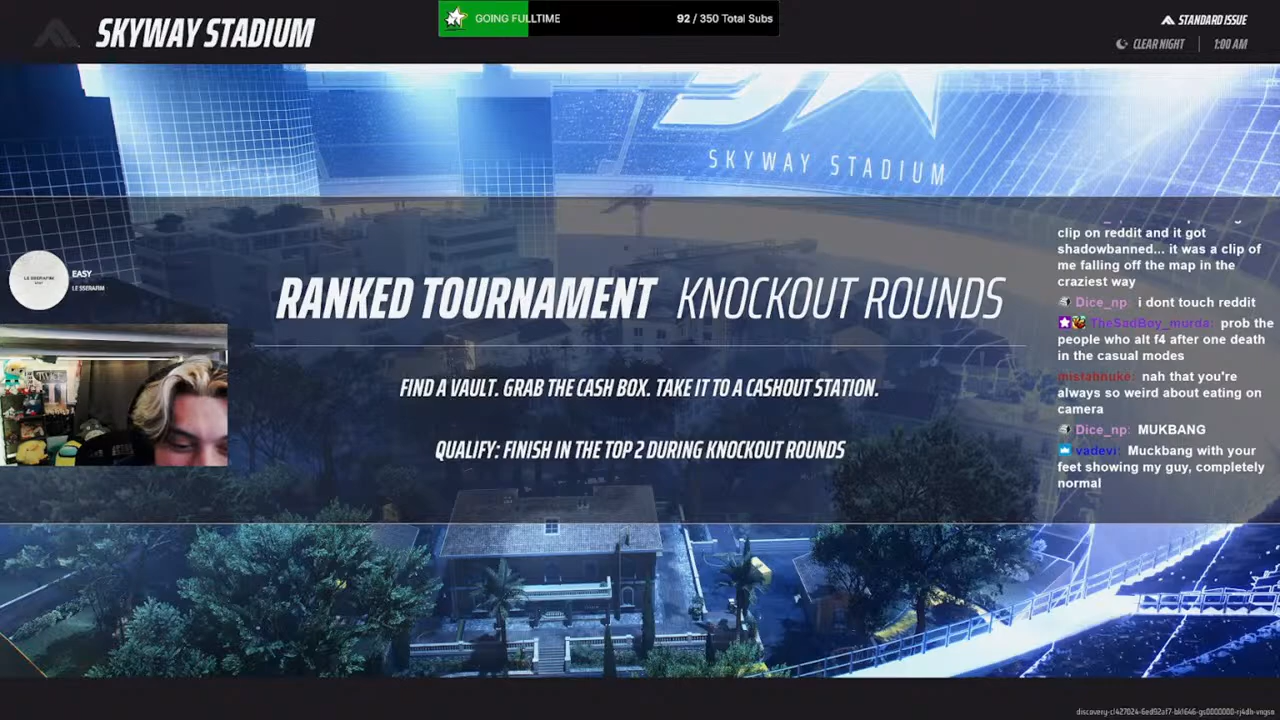 SKYWAY STADIUM
GOING FULLTIME
92 / 350 Total Subs
STANDARD ISSUE
CLEAR NIGHT
1:00 AM
SKYWAY STADIUM
EASY
LE SSERAFIM
RANKED TOURNAMENT KNOCKOUT ROUNDS
FIND A VAULT. GRAB THE CASH BOX. TAKE IT TO A CASHOUT STATION.
QUALIFY: FINISH IN THE TOP 2 DURING KNOCKOUT ROUNDS
clip on reddit and it got
shadowbanned... it was a clip of
me falling off the map in the
craziest way
Dice_np: i dont touch reddit
TheSadBoy_murda: prob the
people who alt f4 after one death
in the casual modes
mistahnuke: nah that you're
always so weird about eating on
camera
Dice_np: MUKBANG
vadevi: Muckbang with your
feet showing my guy, completely
normal